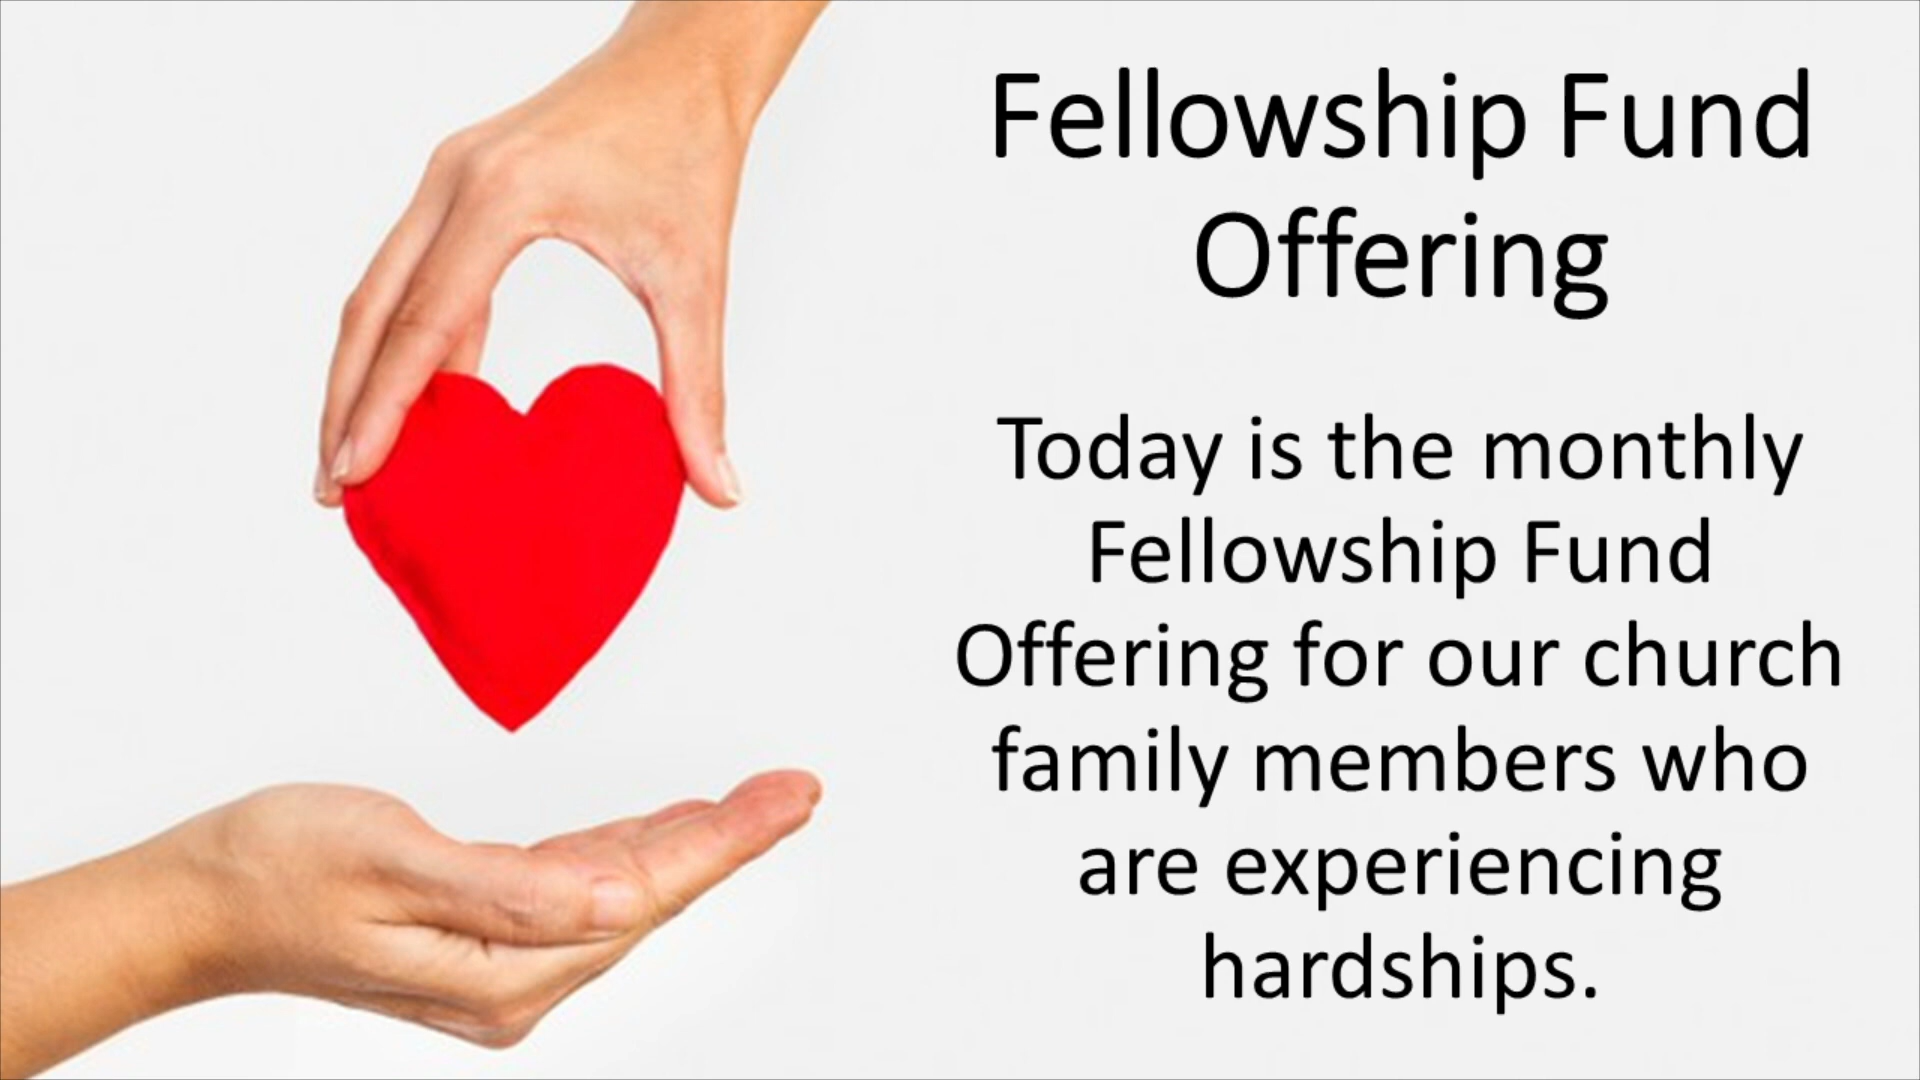 Fellowship Fund
Offering
Today is the monthly
Fellowship Fund
Offering for our church
family members who
are experiencing
hardships.